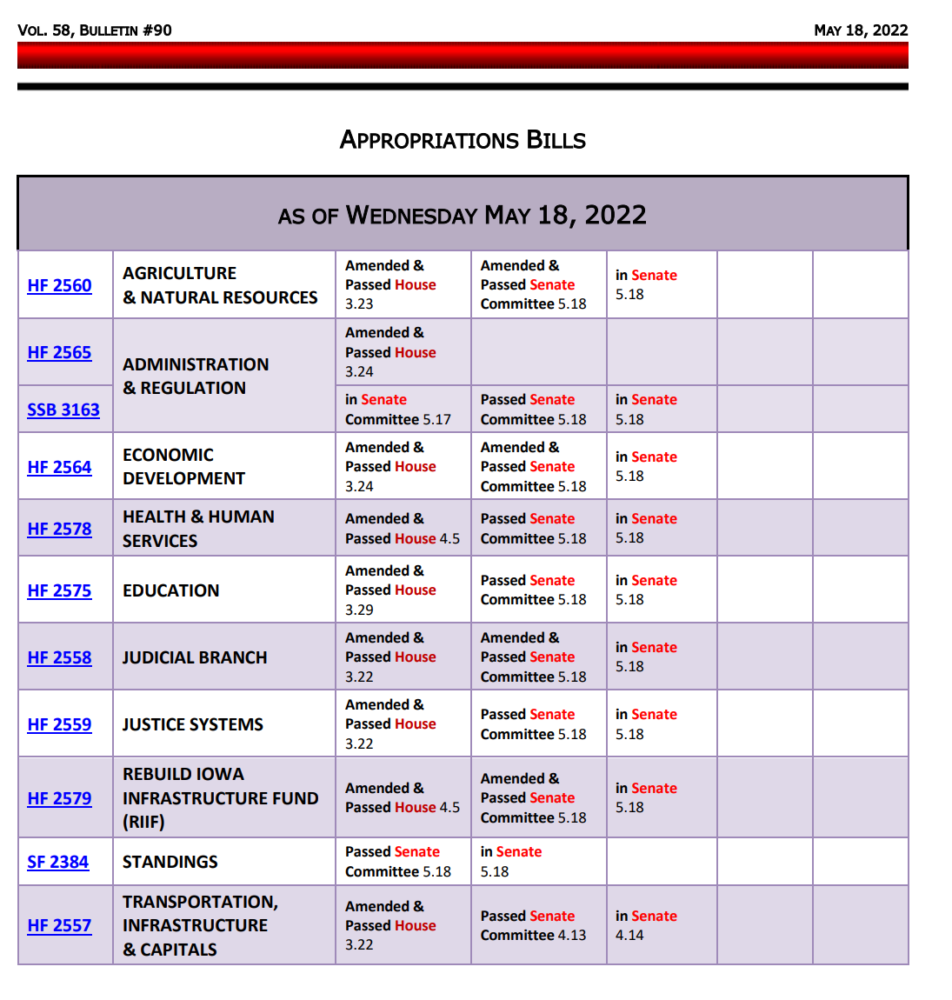 VOL. 58, BULLETIN #90
MAY 18, 2022
APPROPRIATIONS BILLS
AS OF WEDNESDAY MAY 18, 2022
HF 2560
AGRICULTURE
& NATURAL RESOURCES
Amended &
Passed House
3.23
Amended &
Passed Senate
Committee 5.18
in Senate
5.18
HF 2565
ADMINISTRATION
& REGULATION
Amended &
Passed House
3.24
SSB 3163
in Senate
Committee 5.17
Passed Senate
Committee 5.18
in Senate
5.18
HF 2564
ECONOMIC
DEVELOPMENT
Amended &
Passed House
3.24
Amended &
Passed Senate
Committee 5.18
in Senate
5.18
HF 2578
HEALTH & HUMAN
SERVICES
Amended &
Passed House 4.5
Passed Senate
Committee 5.18
in Senate
5.18
HF 2575
EDUCATION
Amended &
Passed House
3.29
Passed Senate
Committee 5.18
in Senate
5.18
HF 2558
JUDICIAL BRANCH
Amended &
Passed House
3.22
Amended &
Passed Senate
Committee 5.18
in Senate
5.18
HF 2559
JUSTICE SYSTEMS
Amended &
Passed House
3.22
Passed Senate
Committee 5.18
in Senate
5.18
HF 2579
REBUILD IOWA
INFRASTRUCTURE FUND
(RIIF)
Amended &
Passed House 4.5
Amended &
Passed Senate
Committee 5.18
in Senate
5.18
SF 2384
STANDINGS
Passed Senate
Committee 5.18
in Senate
5.18
HF 2557
TRANSPORTATION,
INFRASTRUCTURE
& CAPITALS
Amended &
Passed House
3.22
Passed Senate
Committee 4.13
in Senate
4.14